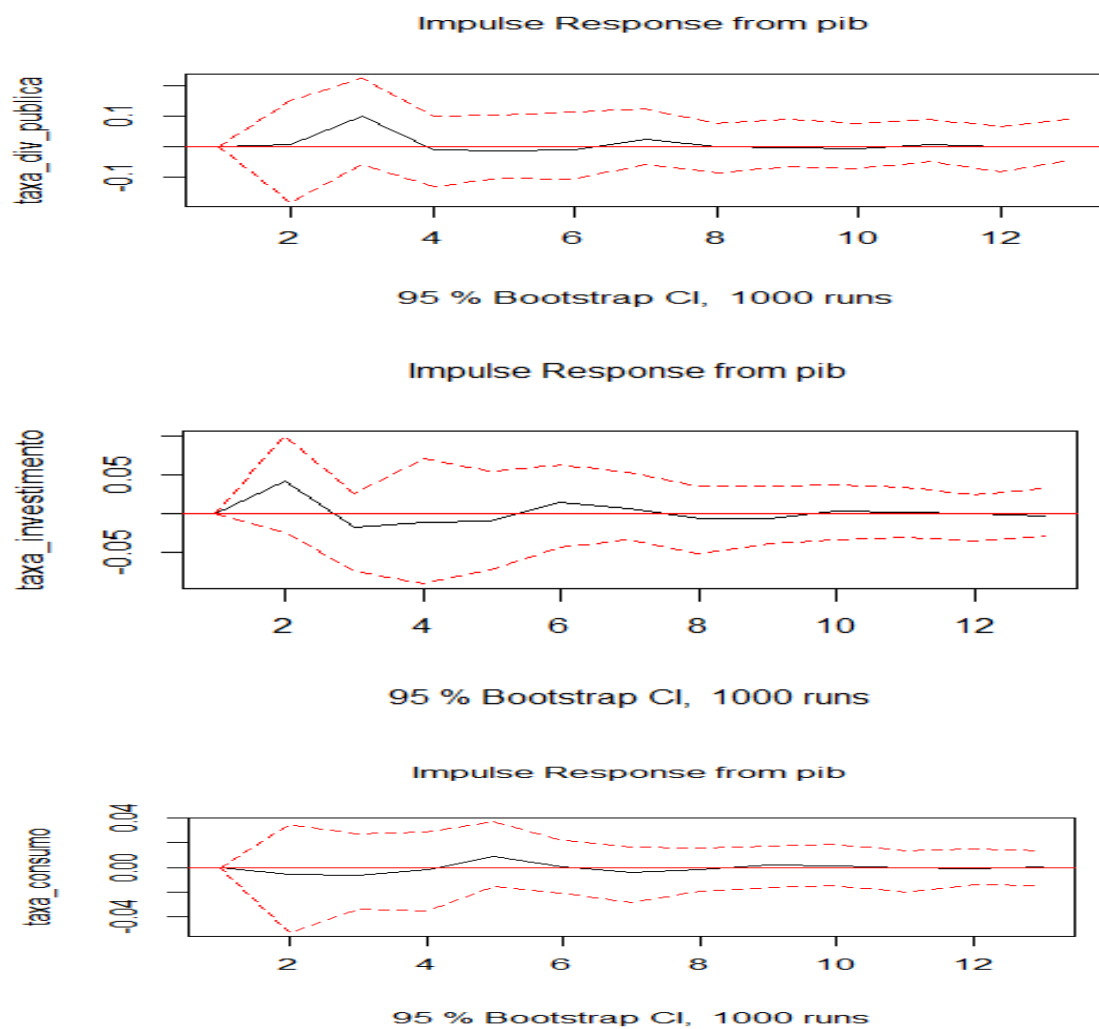 Impulse Response from pib
taxa_div_publica
0.1
-0.1
2 4 6 8 10 12
95 % Bootstrap CI, 1000 runs
Impulse Response from pib
taxa_investimento
0.05
-0.05
2 4 6 8 10 12
95 % Bootstrap CI, 1000 runs
Impulse Response from pib
taxa_consumo
0.04
0.00
-0.04
2 4 6 8 10 12
95 % Bootstrap CI, 1000 runs